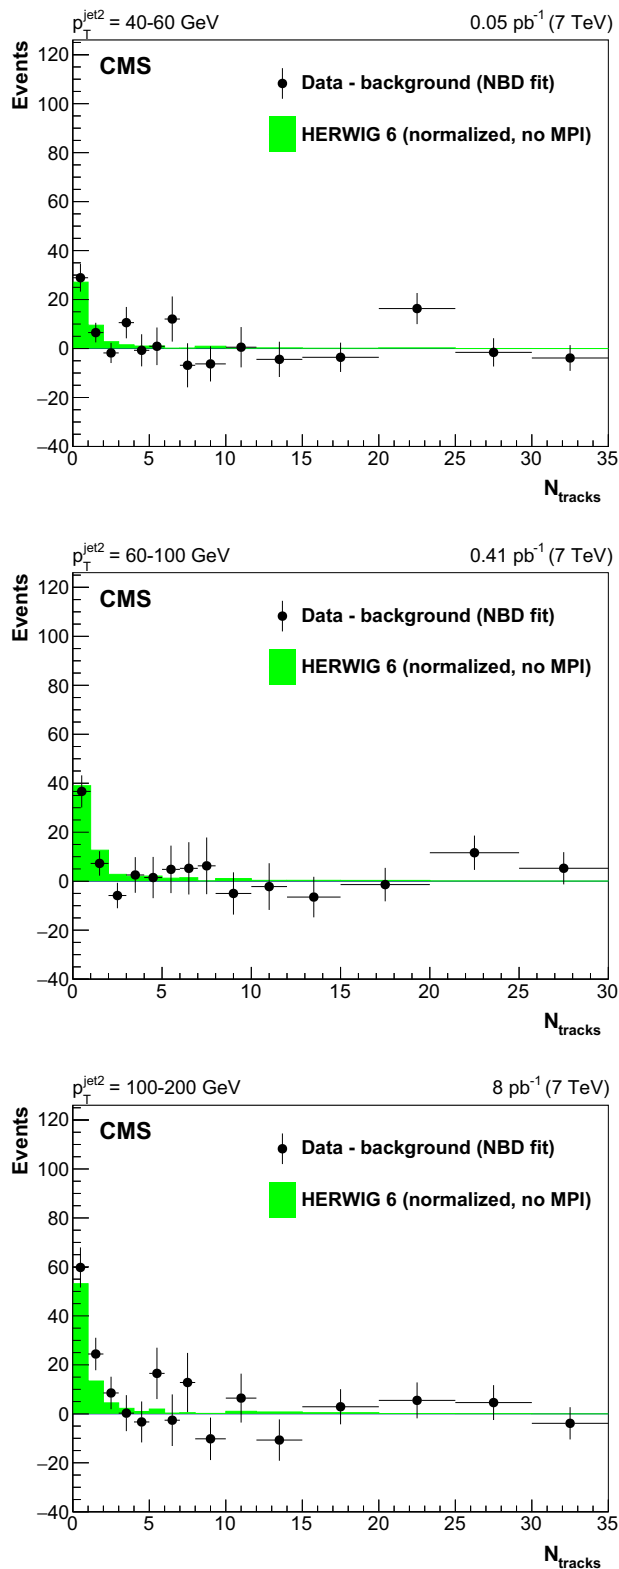 p_T^jet2 = 40-60 GeV 0.05 pb⁻¹ (7 TeV)
Events
CMS
Data - background (NBD fit)
HERWIG 6 (normalized, no MPI)
120
100
80
60
40
20
0
−20
−40
0 5 10 15 20 25 30 35
N_tracks
p_T^jet2 = 60-100 GeV 0.41 pb⁻¹ (7 TeV)
Events
CMS
Data - background (NBD fit)
HERWIG 6 (normalized, no MPI)
120
100
80
60
40
20
0
−20
−40
0 5 10 15 20 25 30
N_tracks
p_T^jet2 = 100-200 GeV 8 pb⁻¹ (7 TeV)
Events
CMS
Data - background (NBD fit)
HERWIG 6 (normalized, no MPI)
120
100
80
60
40
20
0
−20
−40
0 5 10 15 20 25 30 35
N_tracks